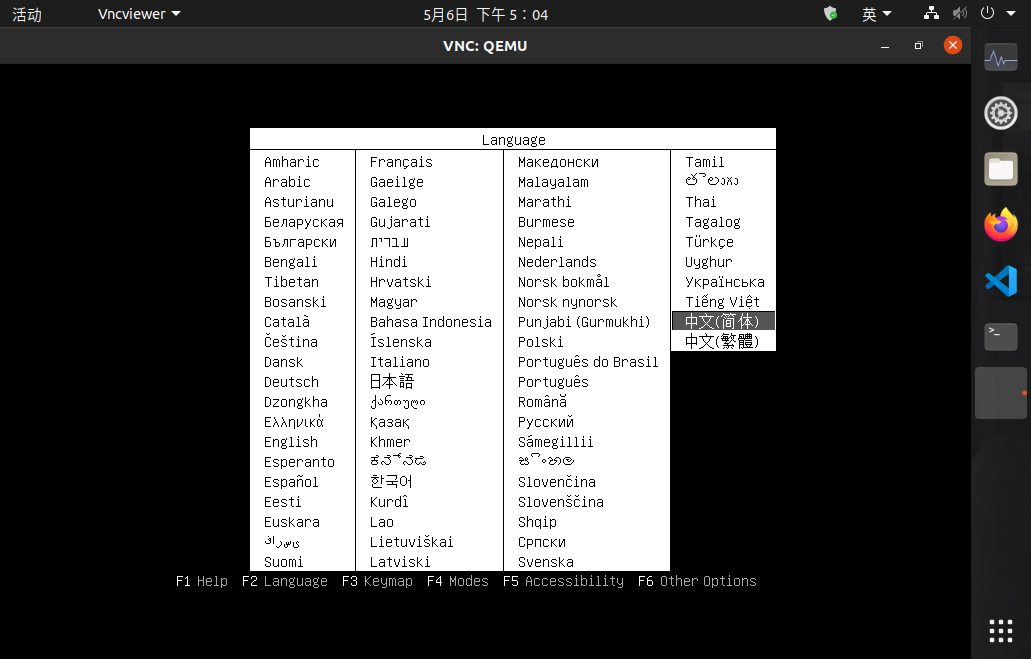 活动 Vncviewer 5月6日 下午 5：04 英
VNC: QEMU
Language
Amharic
Arabic
Asturianu
Беларуская
Български
Bengali
Tibetan
Bosanski
Català
Čeština
Dansk
Deutsch
Dzongkha
Ελληνικά
English
Esperanto
Español
Eesti
Euskara
Suomi
Français
Gaeilge
Galego
Gujarati
עברית
Hindi
Hrvatski
Magyar
Bahasa Indonesia
Íslenska
Italiano
日本語
ქართული
Қазақ
Khmer
한국어
Kurdî
Lao
Lietuviškai
Latviski
Македонски
Malayalam
Marathi
Burmese
Nepali
Nederlands
Norsk bokmål
Norsk nynorsk
Punjabi (Gurmukhi)
Polski
Português do Brasil
Português
Română
Русский
Sámegillii
Slovenčina
Slovenščina
Shqip
Српски
Svenska
Tamil
Thai
Tagalog
Türkçe
Uyghur
Українська
Tiếng Việt
中文(简体)
中文(繁體)
F1 Help F2 Language F3 Keymap F4 Modes F5 Accessibility F6 Other Options